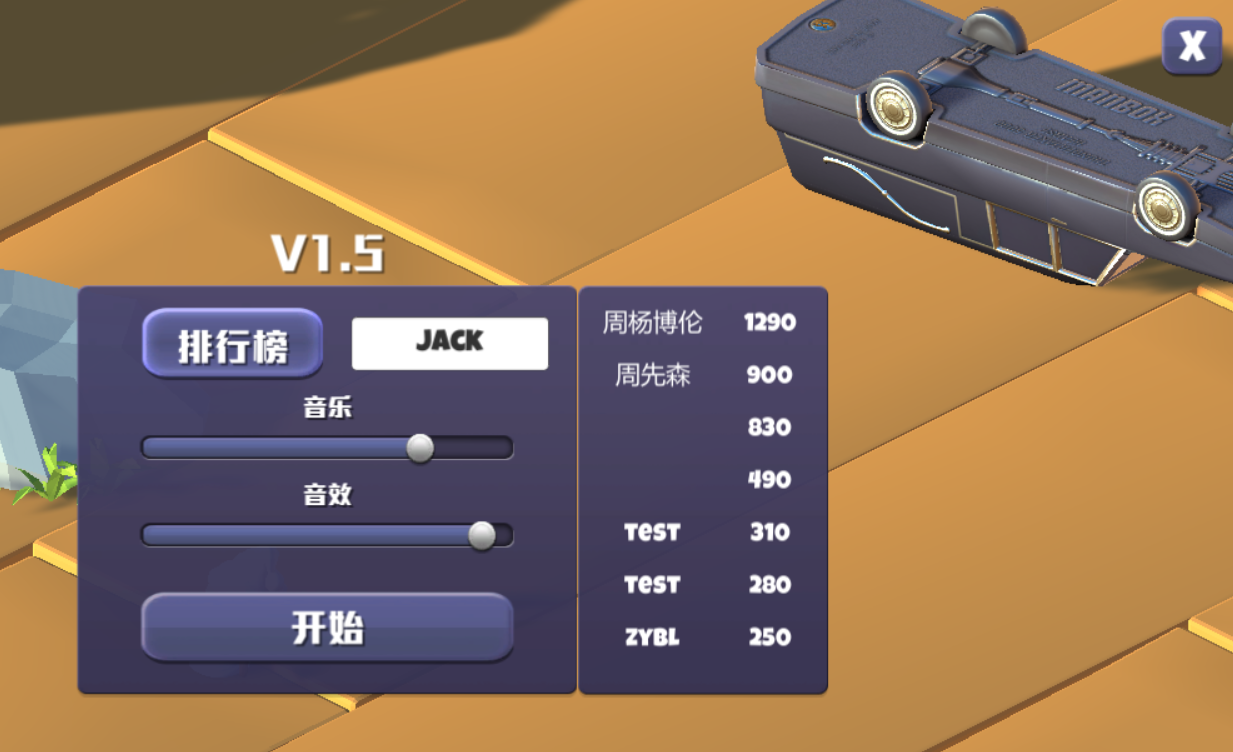 X
MANBOX
V1.5
排行榜 JACK
音乐
音效
开始
周杨博伦 1290
周先森 900
830
490
TEST 310
TEST 280
ZYBL 250